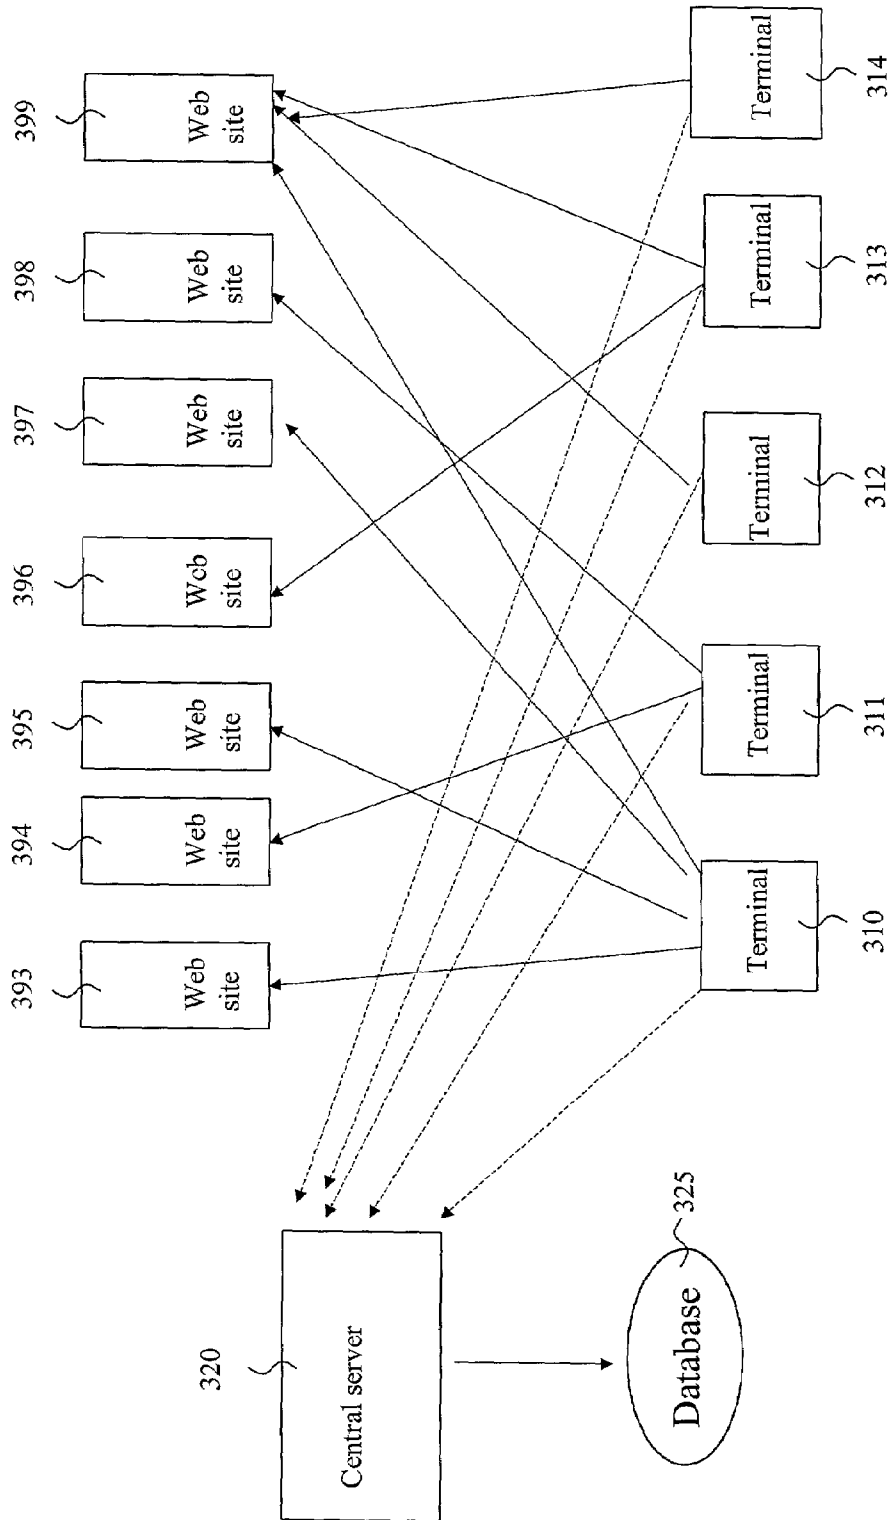 393
394
395
396
397
398
399
Web
site
Web
site
Web
site
Wcb
site
Web
site
Web
site
Web
site
320
Central server
325
Database
Terminal
Terminal
Terminal
Terminal
Terminal
310
311
312
313
314